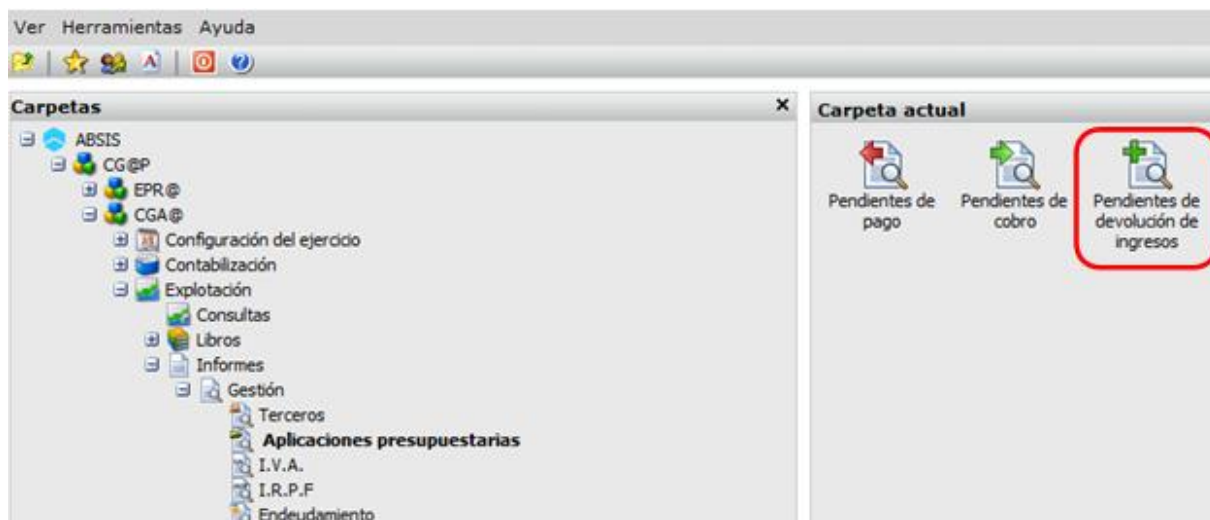 Ver Herramientas Ayuda
Carpetas
ABSIS
CG@P
EPR@
CGA@
Configuración del ejercicio
Contabilización
Explotación
Consultas
Libros
Informes
Gestión
Terceros
Aplicaciones presupuestarias
I.V.A.
I.R.P.F
Endeudamiento
Carpeta actual
Pendientes de
pago
Pendientes de
cobro
Pendientes de
devolución de
ingresos